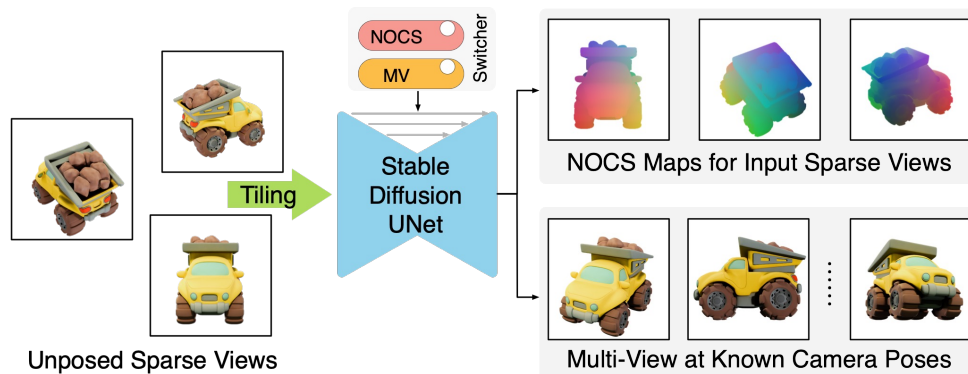 NOCS
MV
Switcher
Tiling
Stable
Diffusion
UNet
Unposed Sparse Views
NOCS Maps for Input Sparse Views
Multi-View at Known Camera Poses